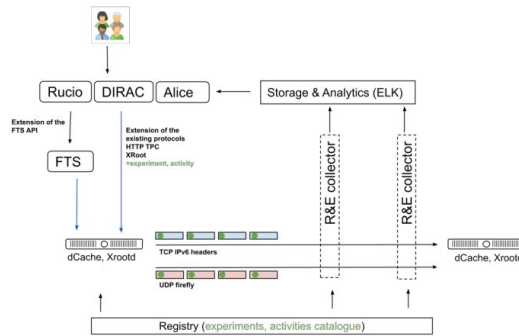 Rucio
DIRAC
Alice
Storage & Analytics (ELK)
Extension of the
FTS API
Extension of the
existing protocols
HTTP TPC
XRoot
+experiment, activity
FTS
R&E collector
R&E collector
dCache, Xrootd
TCP IPv6 headers
dCache, Xrootd
UDP firefly
Registry (experiments, activities catalogue)